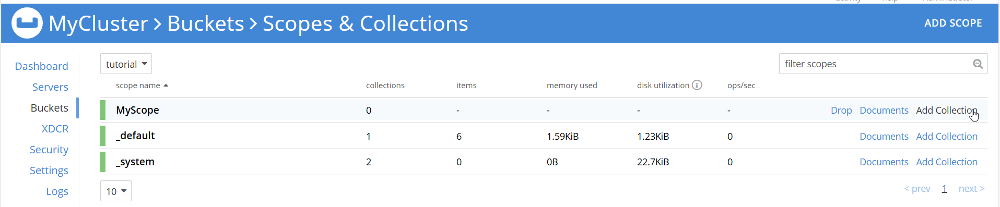 MyCluster > Buckets > Scopes & Collections
ADD SCOPE
Dashboard
Servers
Buckets
XDCR
Security
Settings
Logs
tutorial
filter scopes
scope name collections items memory used disk utilization ops/sec
MyScope 0 - - - - Drop Documents Add Collection
_default 1 6 1.59KiB 1.23KiB 0 Documents Add Collection
_system 2 0 0B 22.7KiB 0 Documents Add Collection
10
< prev 1 next >